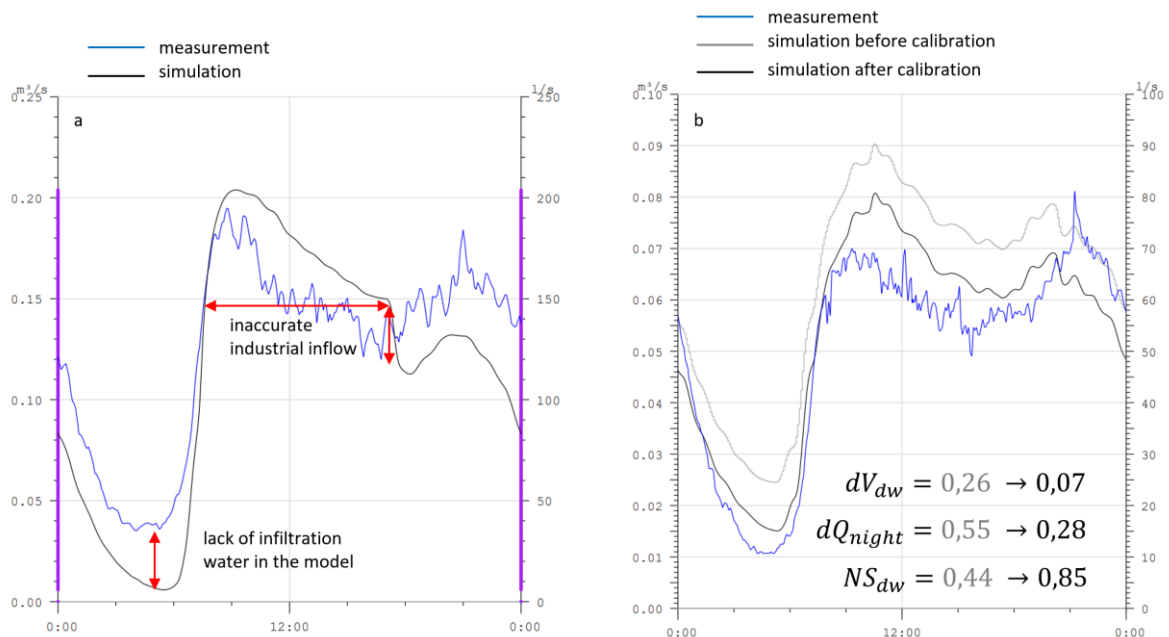 measurement
simulation
m³/s
l/s
a
0.25
0.20
0.15
0.10
0.05
0.00
250
200
150
100
50
0
inaccurate
industrial inflow
lack of infiltration
water in the model
0:00
12:00
0:00
measurement
simulation before calibration
simulation after calibration
m³/s
l/s
b
0.10
0.09
0.08
0.07
0.06
0.05
0.04
0.03
0.02
0.01
0.00
100
90
80
70
60
50
40
30
20
10
0
dV_dw = 0,26 → 0,07
dQ_night = 0,55 → 0,28
NS_dw = 0,44 → 0,85
0:00
12:00
0:00